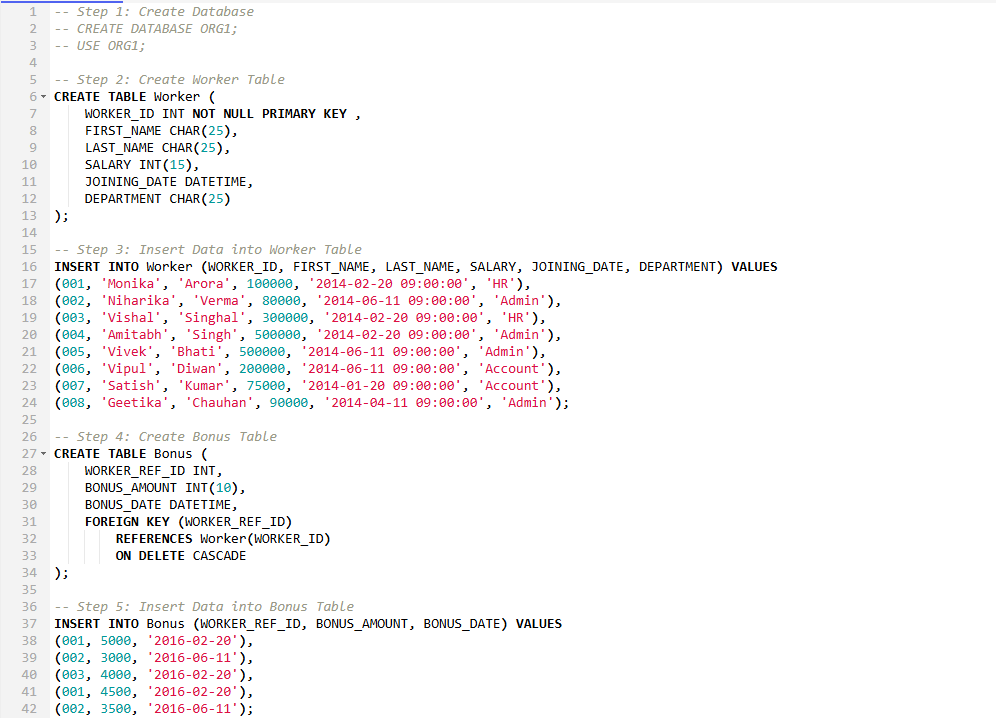 1 -- Step 1: Create Database
2 -- CREATE DATABASE ORG1;
3 -- USE ORG1;
4
5 -- Step 2: Create Worker Table
6 CREATE TABLE Worker (
7 WORKER_ID INT NOT NULL PRIMARY KEY ,
8 FIRST_NAME CHAR(25),
9 LAST_NAME CHAR(25),
10 SALARY INT(15),
11 JOINING_DATE DATETIME,
12 DEPARTMENT CHAR(25)
13 );
14
15 -- Step 3: Insert Data into Worker Table
16 INSERT INTO Worker (WORKER_ID, FIRST_NAME, LAST_NAME, SALARY, JOINING_DATE, DEPARTMENT) VALUES
17 (001, 'Monika', 'Arora', 100000, '2014-02-20 09:00:00', 'HR'),
18 (002, 'Niharika', 'Verma', 80000, '2014-06-11 09:00:00', 'Admin'),
19 (003, 'Vishal', 'Singhal', 300000, '2014-02-20 09:00:00', 'HR'),
20 (004, 'Amitabh', 'Singh', 500000, '2014-02-20 09:00:00', 'Admin'),
21 (005, 'Vivek', 'Bhati', 500000, '2014-06-11 09:00:00', 'Admin'),
22 (006, 'Vipul', 'Diwan', 200000, '2014-06-11 09:00:00', 'Account'),
23 (007, 'Satish', 'Kumar', 75000, '2014-01-20 09:00:00', 'Account'),
24 (008, 'Geetika', 'Chauhan', 90000, '2014-04-11 09:00:00', 'Admin');
25
26 -- Step 4: Create Bonus Table
27 CREATE TABLE Bonus (
28 WORKER_REF_ID INT,
29 BONUS_AMOUNT INT(10),
30 BONUS_DATE DATETIME,
31 FOREIGN KEY (WORKER_REF_ID)
32 REFERENCES Worker(WORKER_ID)
33 ON DELETE CASCADE
34 );
35
36 -- Step 5: Insert Data into Bonus Table
37 INSERT INTO Bonus (WORKER_REF_ID, BONUS_AMOUNT, BONUS_DATE) VALUES
38 (001, 5000, '2016-02-20'),
39 (002, 3000, '2016-06-11'),
40 (003, 4000, '2016-02-20'),
41 (001, 4500, '2016-02-20'),
42 (002, 3500, '2016-06-11');